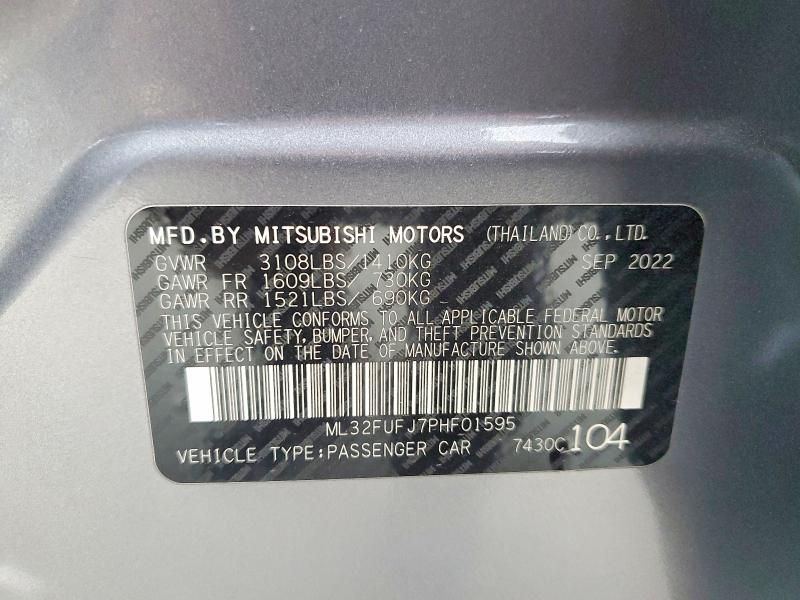 MFD.BY MITSUBISHI MOTORS (THAILAND) CO.,LTD.
GVWR 3108LBS/1410KG SEP 2022
GAWR FR 1609LBS/ 730KG
GAWR RR 1521LBS/ 690KG
THIS VEHICLE CONFORMS TO ALL APPLICABLE FEDERAL MOTOR
VEHICLE SAFETY, BUMPER, AND THEFT PREVENTION STANDARDS
IN EFFECT ON THE DATE OF MANUFACTURE SHOWN ABOVE.
ML32FUFJ7PHF01595
VEHICLE TYPE:PASSENGER CAR 7430C104